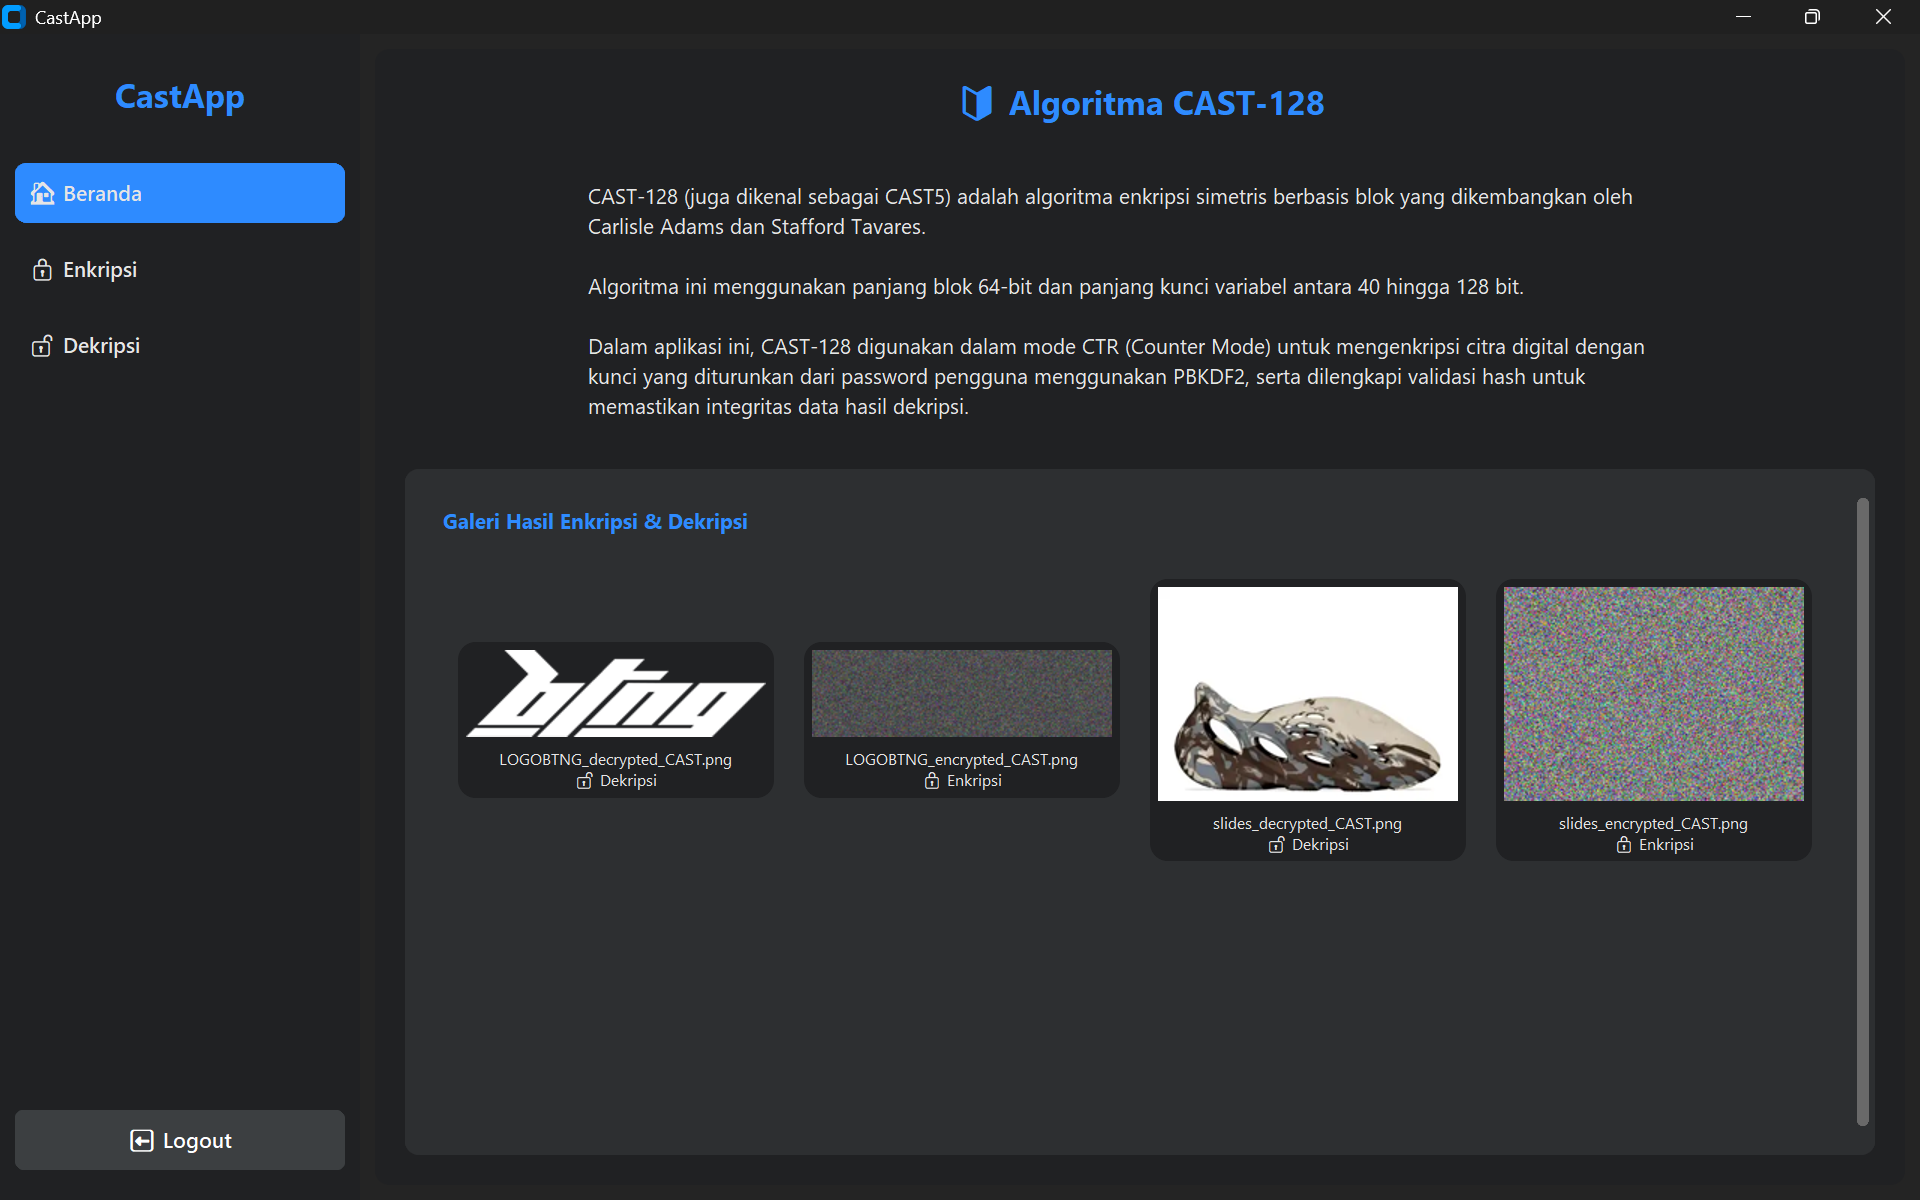 CastApp
CastApp
Beranda
Enkripsi
Dekripsi
Logout
Algoritma CAST-128
CAST-128 (juga dikenal sebagai CAST5) adalah algoritma enkripsi simetris berbasis blok yang dikembangkan oleh
Carlisle Adams dan Stafford Tavares.
Algoritma ini menggunakan panjang blok 64-bit dan panjang kunci variabel antara 40 hingga 128 bit.
Dalam aplikasi ini, CAST-128 digunakan dalam mode CTR (Counter Mode) untuk mengenkripsi citra digital dengan
kunci yang diturunkan dari password pengguna menggunakan PBKDF2, serta dilengkapi validasi hash untuk
memastikan integritas data hasil dekripsi.
Galeri Hasil Enkripsi & Dekripsi
btng
LOGOBTNG_decrypted_CAST.png
Dekripsi
LOGOBTNG_encrypted_CAST.png
Enkripsi
slides_decrypted_CAST.png
Dekripsi
slides_encrypted_CAST.png
Enkripsi